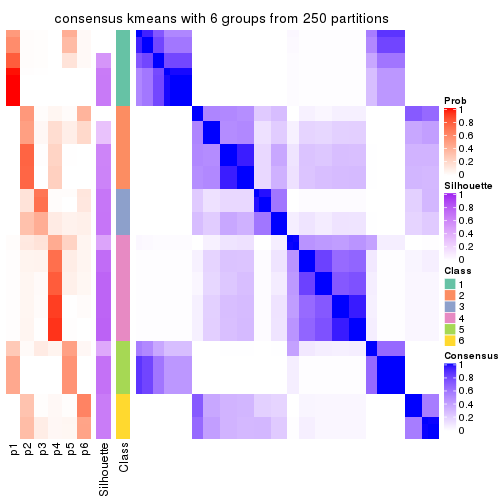 consensus kmeans with 6 groups from 250 partitions
Prob
1
0.8
0.6
0.4
0.2
0
Silhouette
1
0.8
0.6
0.4
0.2
0
Class
1
2
3
4
5
6
Consensus
1
0.8
0.6
0.4
0.2
0
p1
p2
p3
p4
p5
p6
Silhouette
Class